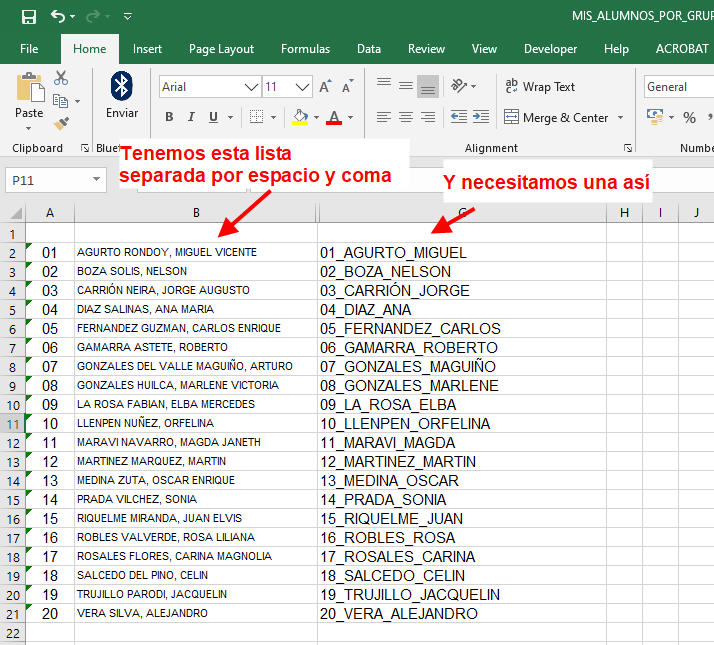 MIS_ALUMNOS_POR_GRUP
File Home Insert Page Layout Formulas Data Review View Developer Help ACROBAT
Paste
Enviar
Arial 11 A A
B I U A
Wrap Text
Merge & Center
General
%
Clipboard Bluet Alignment Numbe
Tenemos esta lista
separada por espacio y coma
Y necesitamos una así
P11
A B G H I J
1
2 01 AGURTO RONDOY, MIGUEL VICENTE 01_AGURTO_MIGUEL
3 02 BOZA SOLIS, NELSON 02_BOZA_NELSON
4 03 CARRIÓN NEIRA, JORGE AUGUSTO 03_CARRIÓN_JORGE
5 04 DIAZ SALINAS, ANA MARIA 04_DIAZ_ANA
6 05 FERNANDEZ GUZMAN, CARLOS ENRIQUE 05_FERNANDEZ_CARLOS
7 06 GAMARRA ASTETE, ROBERTO 06_GAMARRA_ROBERTO
8 07 GONZALES DEL VALLE MAGUIÑO, ARTURO 07_GONZALES_MAGUIÑO
9 08 GONZALES HUILCA, MARLENE VICTORIA 08_GONZALES_MARLENE
10 09 LA ROSA FABIAN, ELBA MERCEDES 09_LA_ROSA_ELBA
11 10 LLENPEN NUÑEZ, ORFELINA 10_LLENPEN_ORFELINA
12 11 MARAVI NAVARRO, MAGDA JANETH 11_MARAVI_MAGDA
13 12 MARTINEZ MARQUEZ, MARTIN 12_MARTINEZ_MARTIN
14 13 MEDINA ZUTA, OSCAR ENRIQUE 13_MEDINA_OSCAR
15 14 PRADA VILCHEZ, SONIA 14_PRADA_SONIA
16 15 RIQUELME MIRANDA, JUAN ELVIS 15_RIQUELME_JUAN
17 16 ROBLES VALVERDE, ROSA LILIANA 16_ROBLES_ROSA
18 17 ROSALES FLORES, CARINA MAGNOLIA 17_ROSALES_CARINA
19 18 SALCEDO DEL PINO, CELIN 18_SALCEDO_CELIN
20 19 TRUJILLO PARODI, JACQUELIN 19_TRUJILLO_JACQUELIN
21 20 VERA SILVA, ALEJANDRO 20_VERA_ALEJANDRO
22